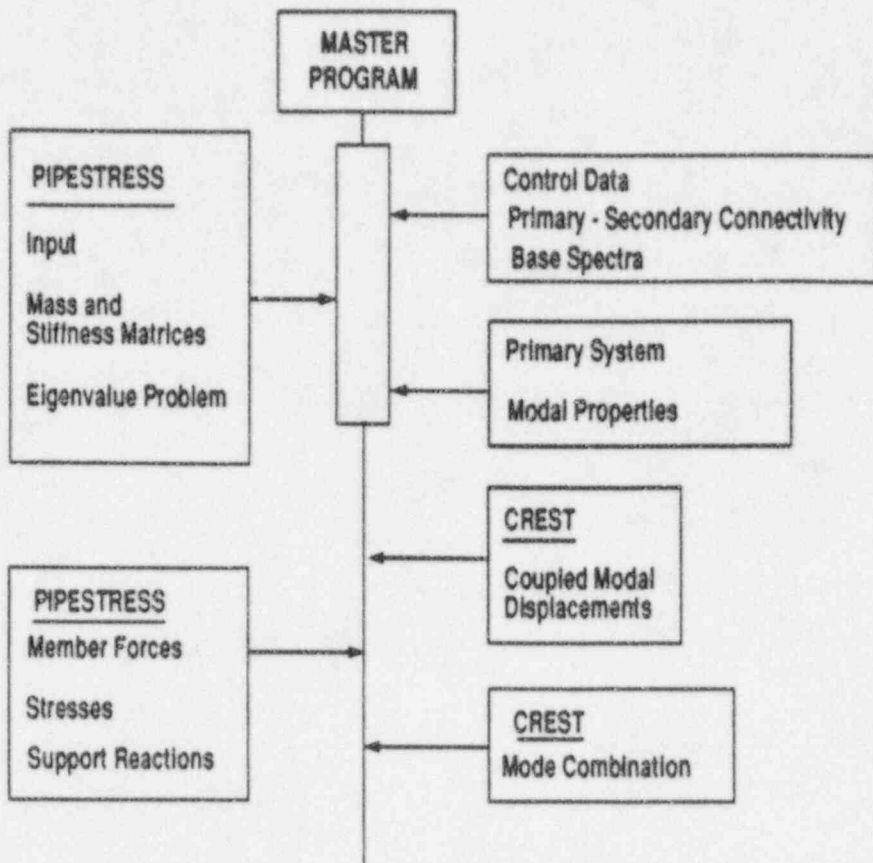 MASTER
PROGRAM
PIPESTRESS
Input
Mass and
Stiffness Matrices
Eigenvalue Problem
Control Data
Primary - Secondary Connectivity
Base Spectra
Primary System
Modal Properties
CREST
Coupled Modal
Displacements
PIPESTRESS
Member Forces
Stresses
Support Reactions
CREST
Mode Combination